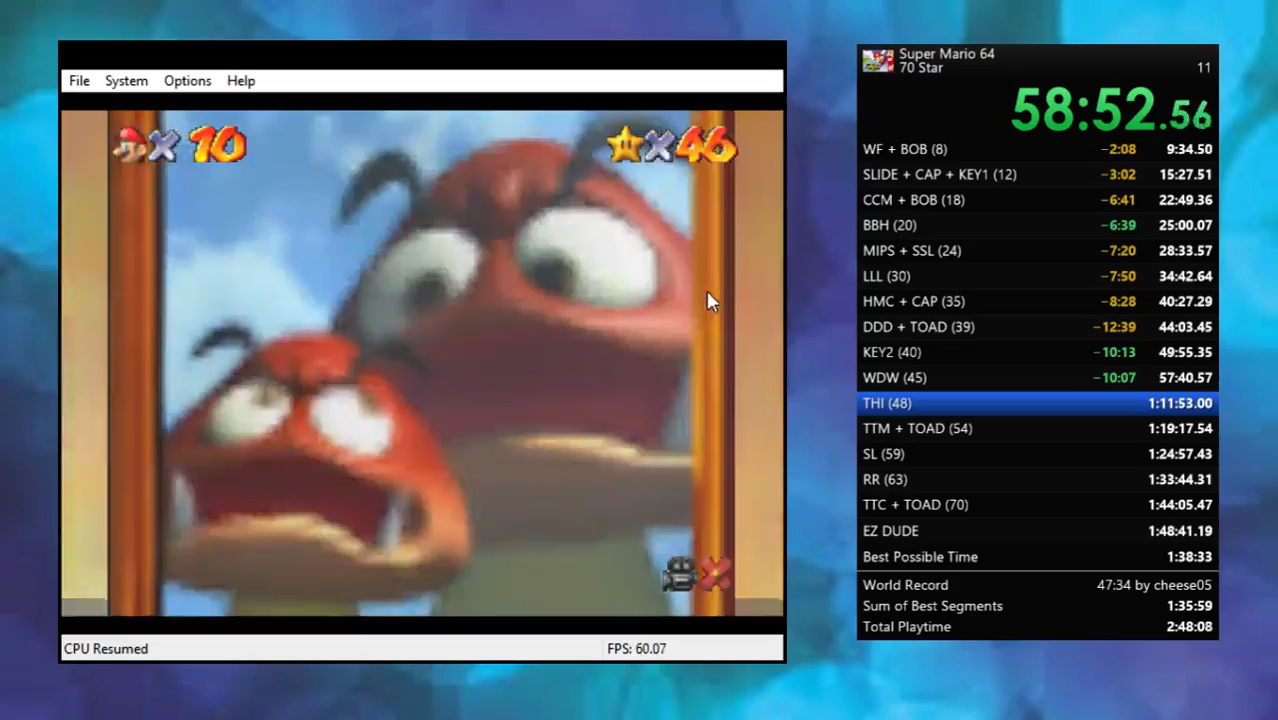 File System Options Help
×10 ×46
CPU Resumed FPS: 60.07
Super Mario 64
70 Star 11
58:52.56
WF + BOB (8) −2:08 9:34.50
SLIDE + CAP + KEY1 (12) −3:02 15:27.51
CCM + BOB (18) −6:41 22:49.36
BBH (20) −6:39 25:00.07
MIPS + SSL (24) −7:20 28:33.57
LLL (30) −7:50 34:42.64
HMC + CAP (35) −8:28 40:27.29
DDD + TOAD (39) −12:39 44:03.45
KEY2 (40) −10:13 49:55.35
WDW (45) −10:07 57:40.57
THI (48) 1:11:53.00
TTM + TOAD (54) 1:19:17.54
SL (59) 1:24:57.43
RR (63) 1:33:44.31
TTC + TOAD (70) 1:44:05.47
EZ DUDE 1:48:41.19
Best Possible Time 1:38:33
World Record 47:34 by cheese05
Sum of Best Segments 1:35:59
Total Playtime 2:48:08